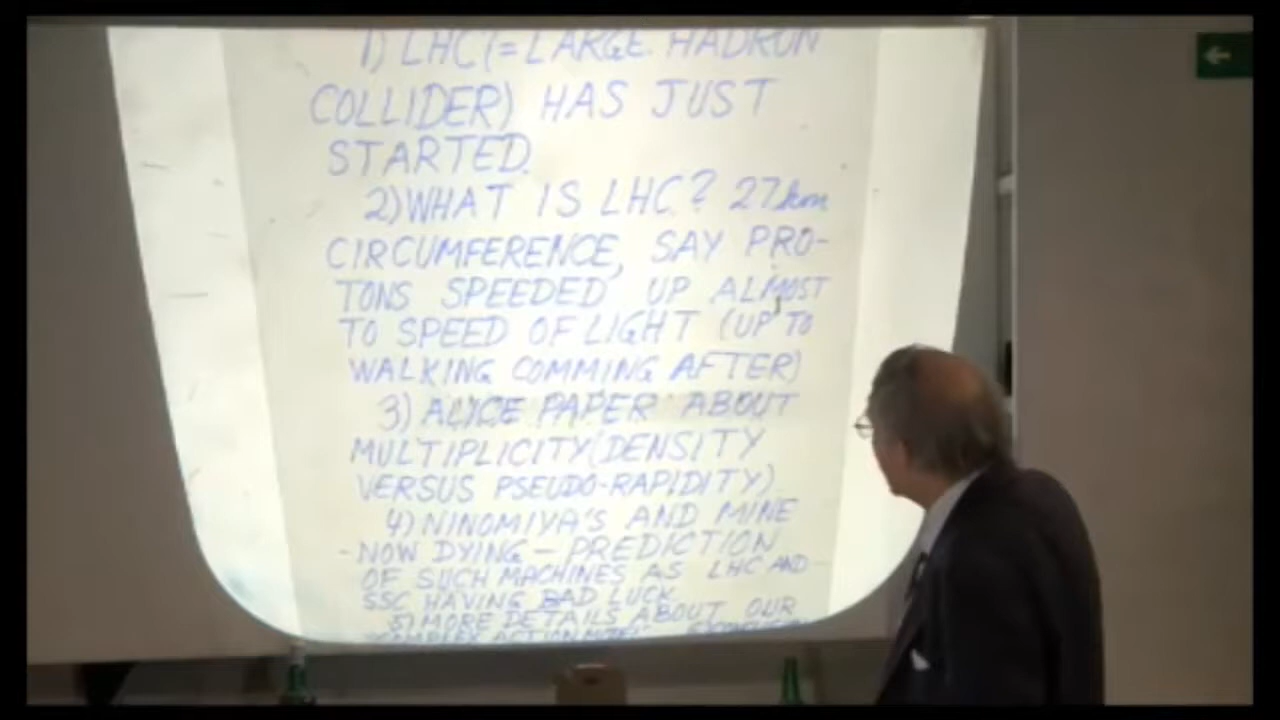 1) LHC (= LARGE HADRON
COLLIDER) HAS JUST
STARTED.
2) WHAT IS LHC? 27km
CIRCUMFERENCE, SAY PRO-
TONS SPEEDED UP ALMOST
TO SPEED OF LIGHT (UP TO
WALKING COMMING AFTER)
3) ALICE PAPER ABOUT
MULTIPLICITY (DENSITY
VERSUS PSEUDO-RAPIDITY)
4) NINOMIYA'S AND MINE
- NOW DYING - PREDICTION
OF SUCH MACHINES AS LHC AND
SSC HAVING BAD LUCK
5) MORE DETAILS ABOUT OUR